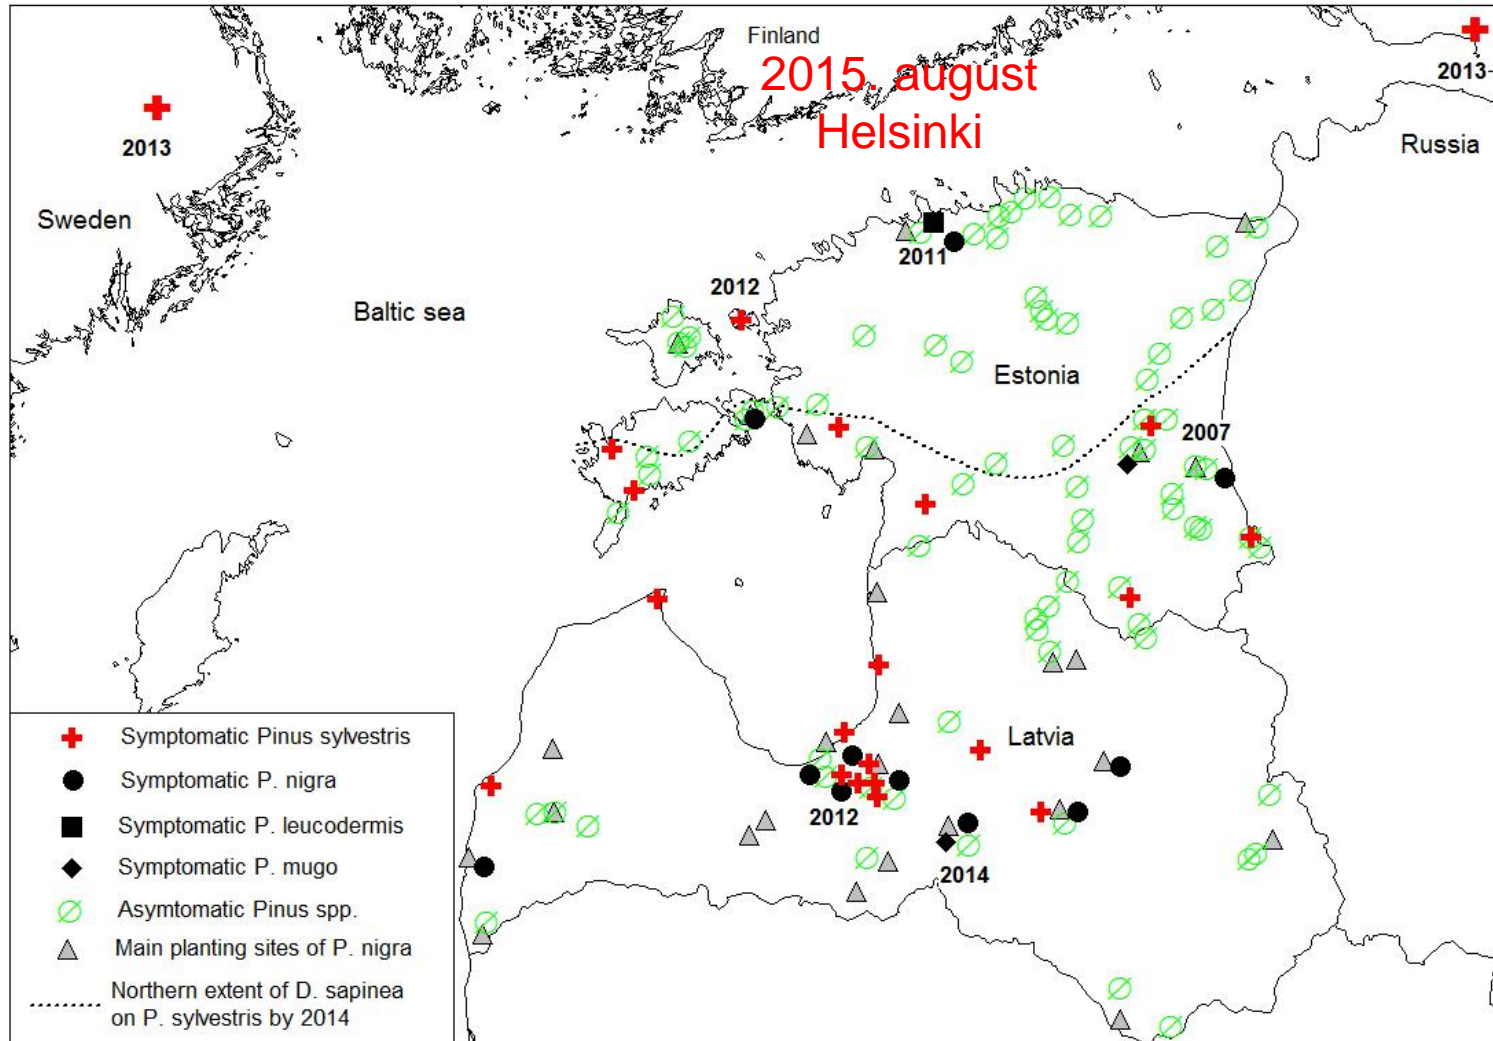 Finland
2015. august
Helsinki
2013
Russia
2013
Sweden
2011
2012
Baltic sea
Estonia
2007
Latvia
2012
2014
Symptomatic Pinus sylvestris
Symptomatic P. nigra
Symptomatic P. leucodermis
Symptomatic P. mugo
Asymtomatic Pinus spp.
Main planting sites of P. nigra
Northern extent of D. sapinea
on P. sylvestris by 2014